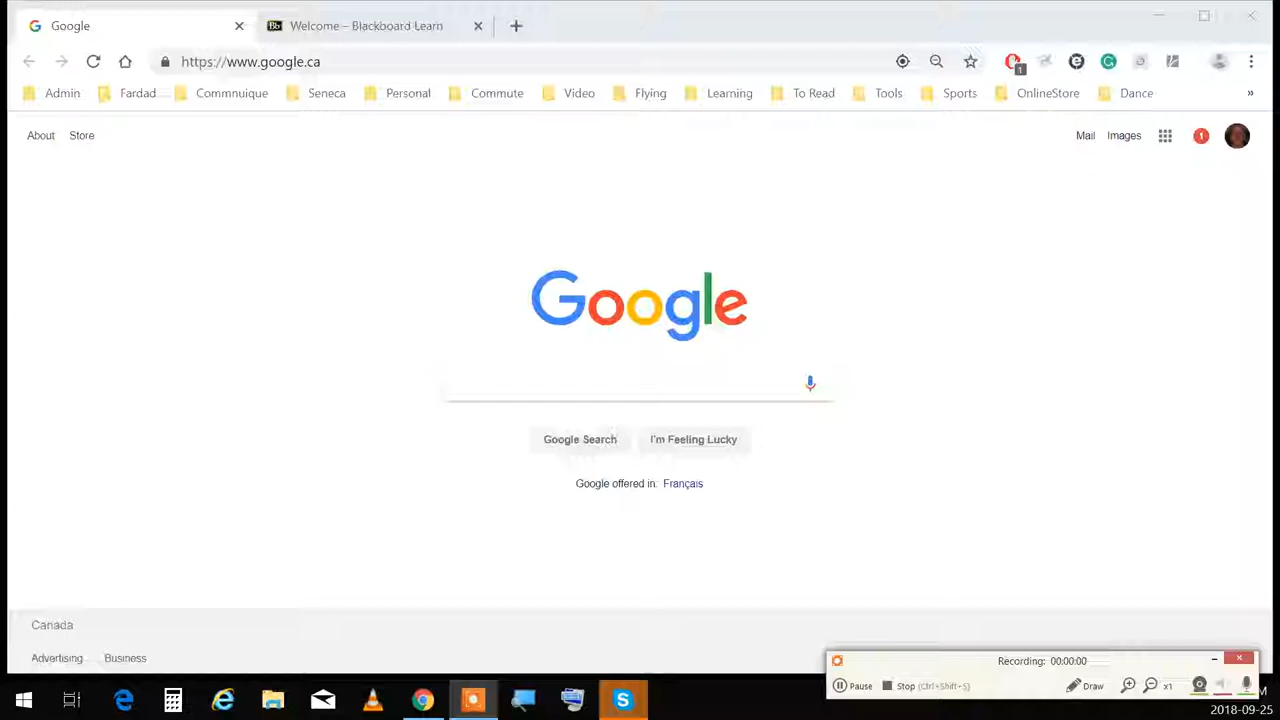 Google
Welcome – Blackboard Learn
https://www.google.ca
1
Admin Fardad Commnuique Seneca Personal Commute Video Flying Learning To Read Tools Sports OnlineStore Dance »
About Store
Mail Images 1
Google
Google Search I'm Feeling Lucky
Google offered in: Français
Canada
Advertising Business
Recording: 00:00:00
Pause Stop (Ctrl+Shift+S) Draw x1
2018-09-25